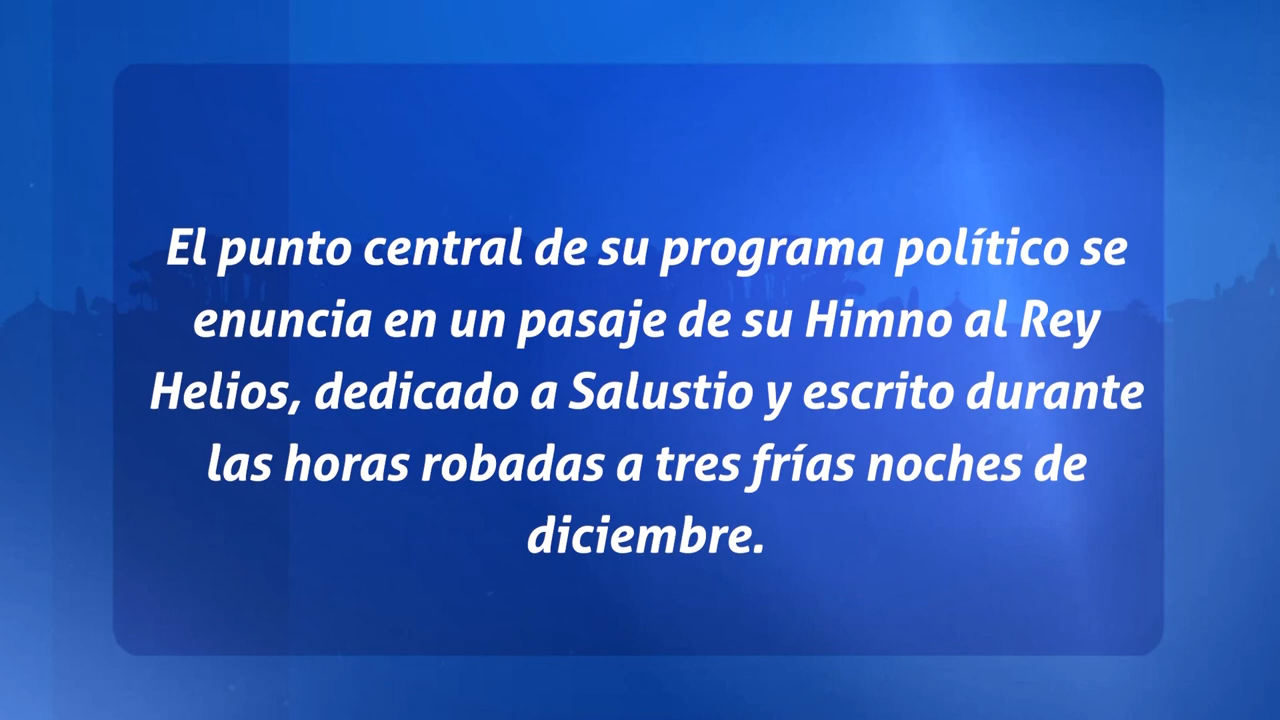 El punto central de su programa político se
enuncia en un pasaje de su Himno al Rey
Helios, dedicado a Salustio y escrito durante
las horas robadas a tres frías noches de
diciembre.